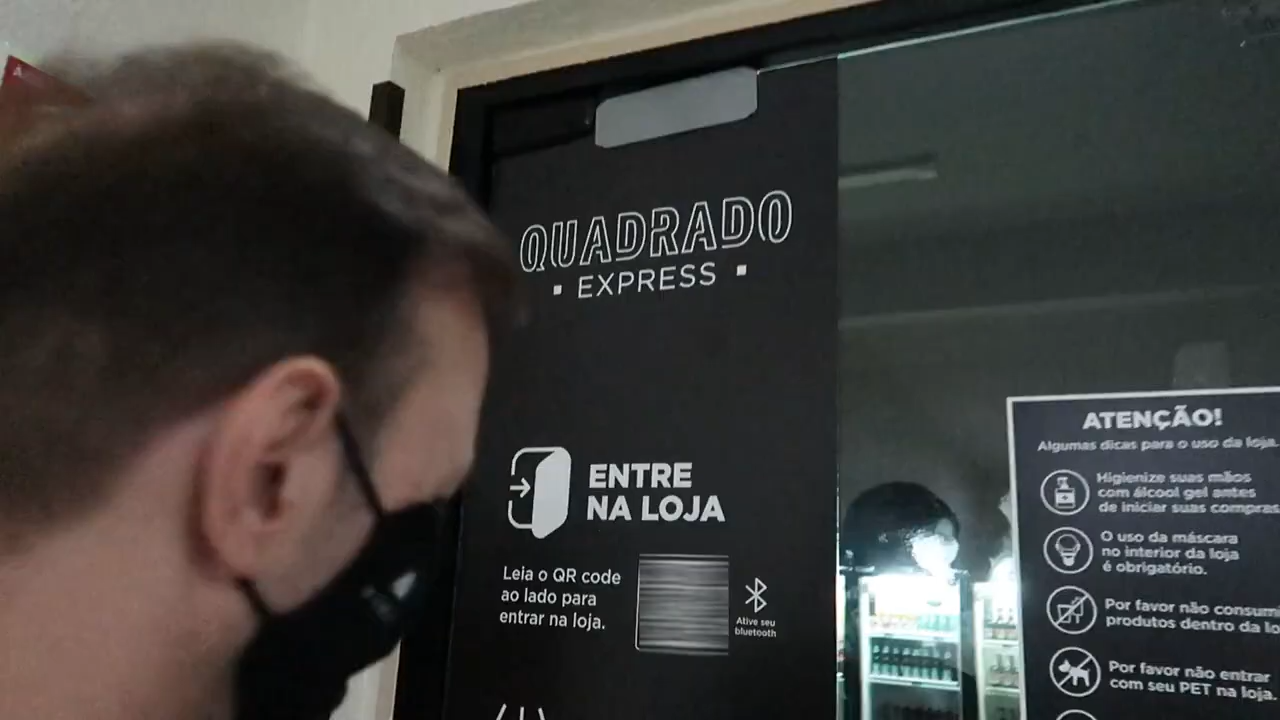 QUADRADO
EXPRESS
ENTRE
NA LOJA
Leia o QR code
ao lado para
entrar na loja.
Ative seu
bluetooth
ATENÇÃO!
Algumas dicas para o uso da loja.
Higienize suas mãos
com álcool gel antes
de iniciar suas compras
O uso da máscara
no interior da loja
é obrigatório.
Por favor não consum
produtos dentro da lo
Por favor não entrar
com seu PET na loja.